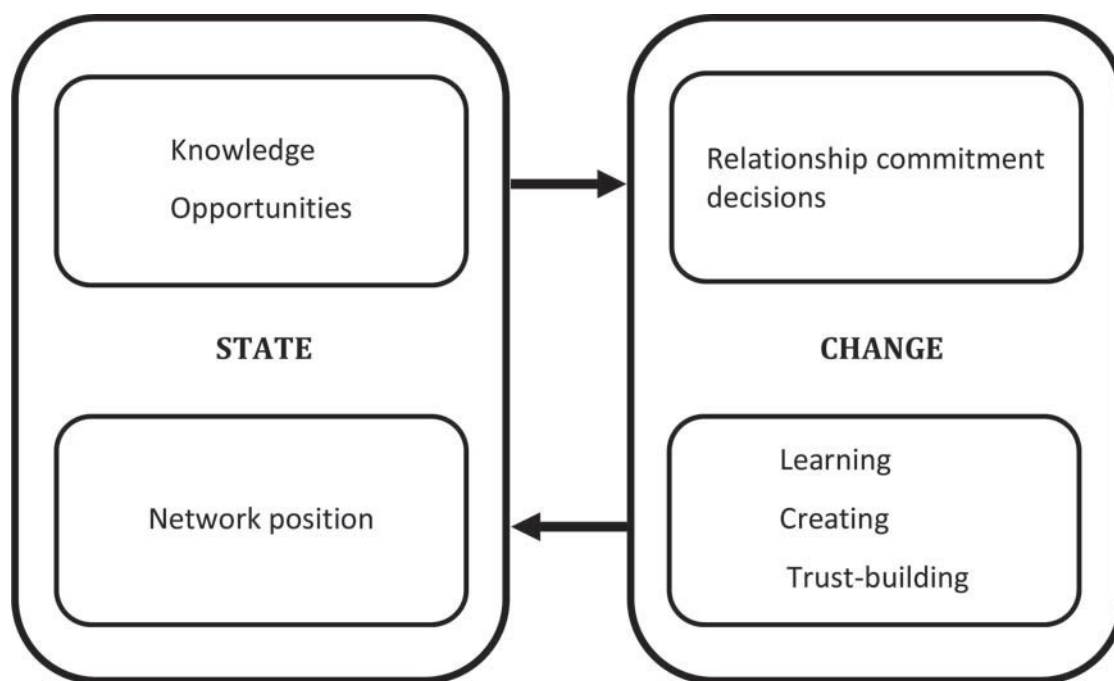 Knowledge
Opportunities
STATE
Network position
Relationship commitment
decisions
CHANGE
Learning
Creating
Trust-building